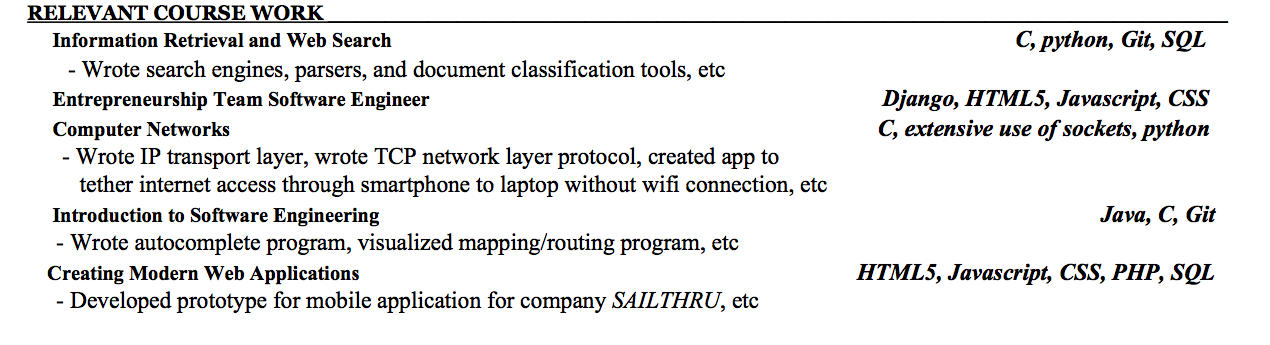 RELEVANT COURSE WORK
Information Retrieval and Web Search C, python, Git, SQL
- Wrote search engines, parsers, and document classification tools, etc
Entrepreneurship Team Software Engineer Django, HTML5, Javascript, CSS
Computer Networks C, extensive use of sockets, python
- Wrote IP transport layer, wrote TCP network layer protocol, created app to
tether internet access through smartphone to laptop without wifi connection, etc
Introduction to Software Engineering Java, C, Git
- Wrote autocomplete program, visualized mapping/routing program, etc
Creating Modern Web Applications HTML5, Javascript, CSS, PHP, SQL
- Developed prototype for mobile application for company SAILTHRU, etc